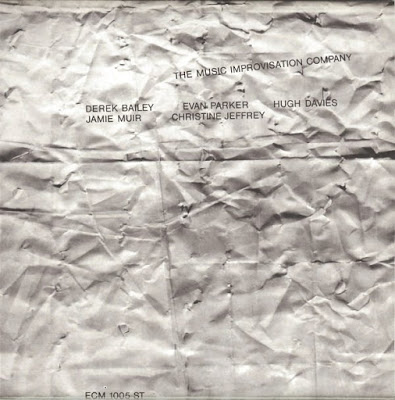 THE MUSIC IMPROVISATION COMPANY
DEREK BAILEY EVAN PARKER HUGH DAVIES
JAMIE MUIR CHRISTINE JEFFREY
ECM 1005 ST